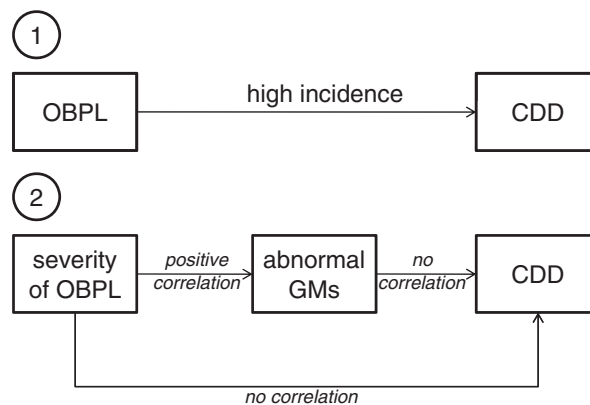 1
OBPL
high incidence
CDD
2
severity
of OBPL
positive
correlation
abnormal
GMs
no
correlation
CDD
no correlation